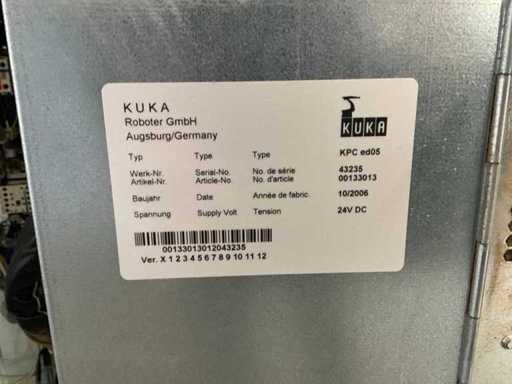 KUKA
Roboter GmbH
Augsburg/Germany
KUKA
Typ Type Type KPC ed05
Werk-Nr. Serial-No. No. de série 43235
Artikel-Nr. Article-No. No. d'article 00133013
Baujahr Date Année de fabric. 10/2006
Spannung Supply Volt Tension 24V DC
00133013012043235
Ver. X 1 2 3 4 5 6 7 8 9 10 11 12